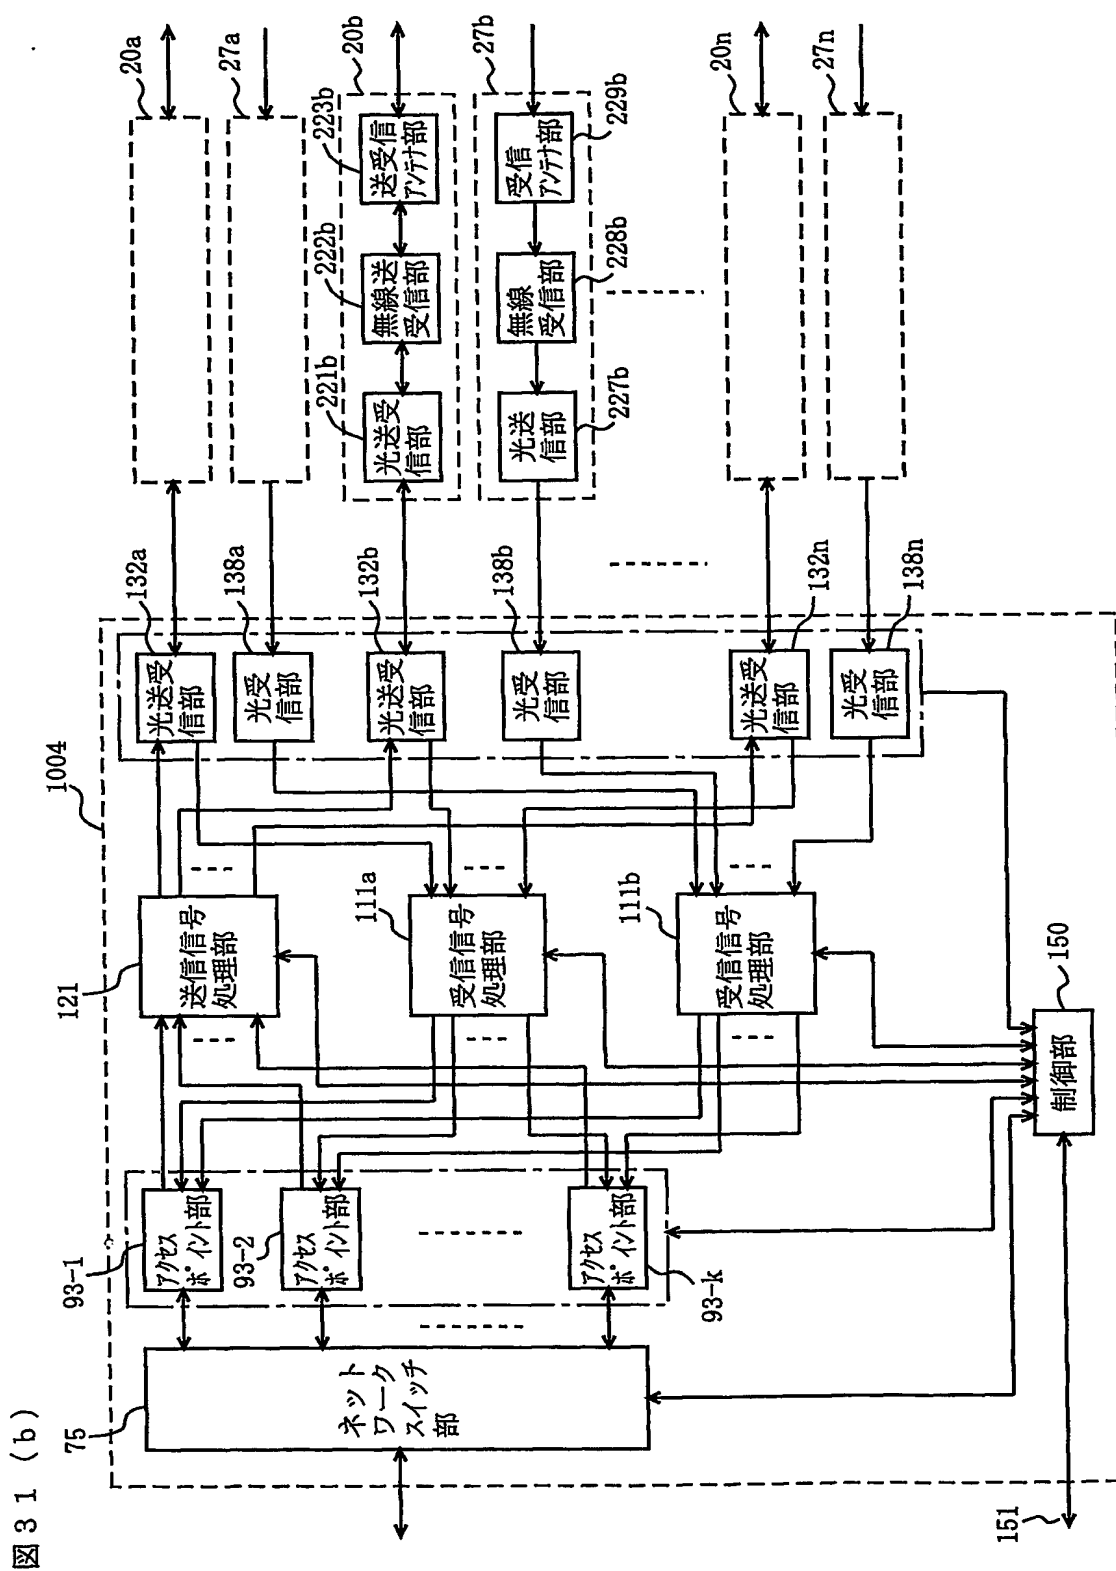 図31(b)
1004
75
ネット
ワーク
スイッチ
部
93-1
アクセス
ポイント部
93-2
アクセス
ポイント部
93-k
アクセス
ポイント部
121
送信信号
処理部
111a
受信信号
処理部
111b
受信信号
処理部
150
制御部
151
132a
光送受
信部
138a
光受
信部
132b
光送受
信部
138b
光受
信部
132n
光送受
信部
138n
光受
信部
20a
27a
20b
221b
光送受
信部
222b
無線送
受信部
223b
送受信
アンテナ部
27b
227b
光送
信部
228b
無線
受信部
229b
受信
アンテナ部
20n
27n